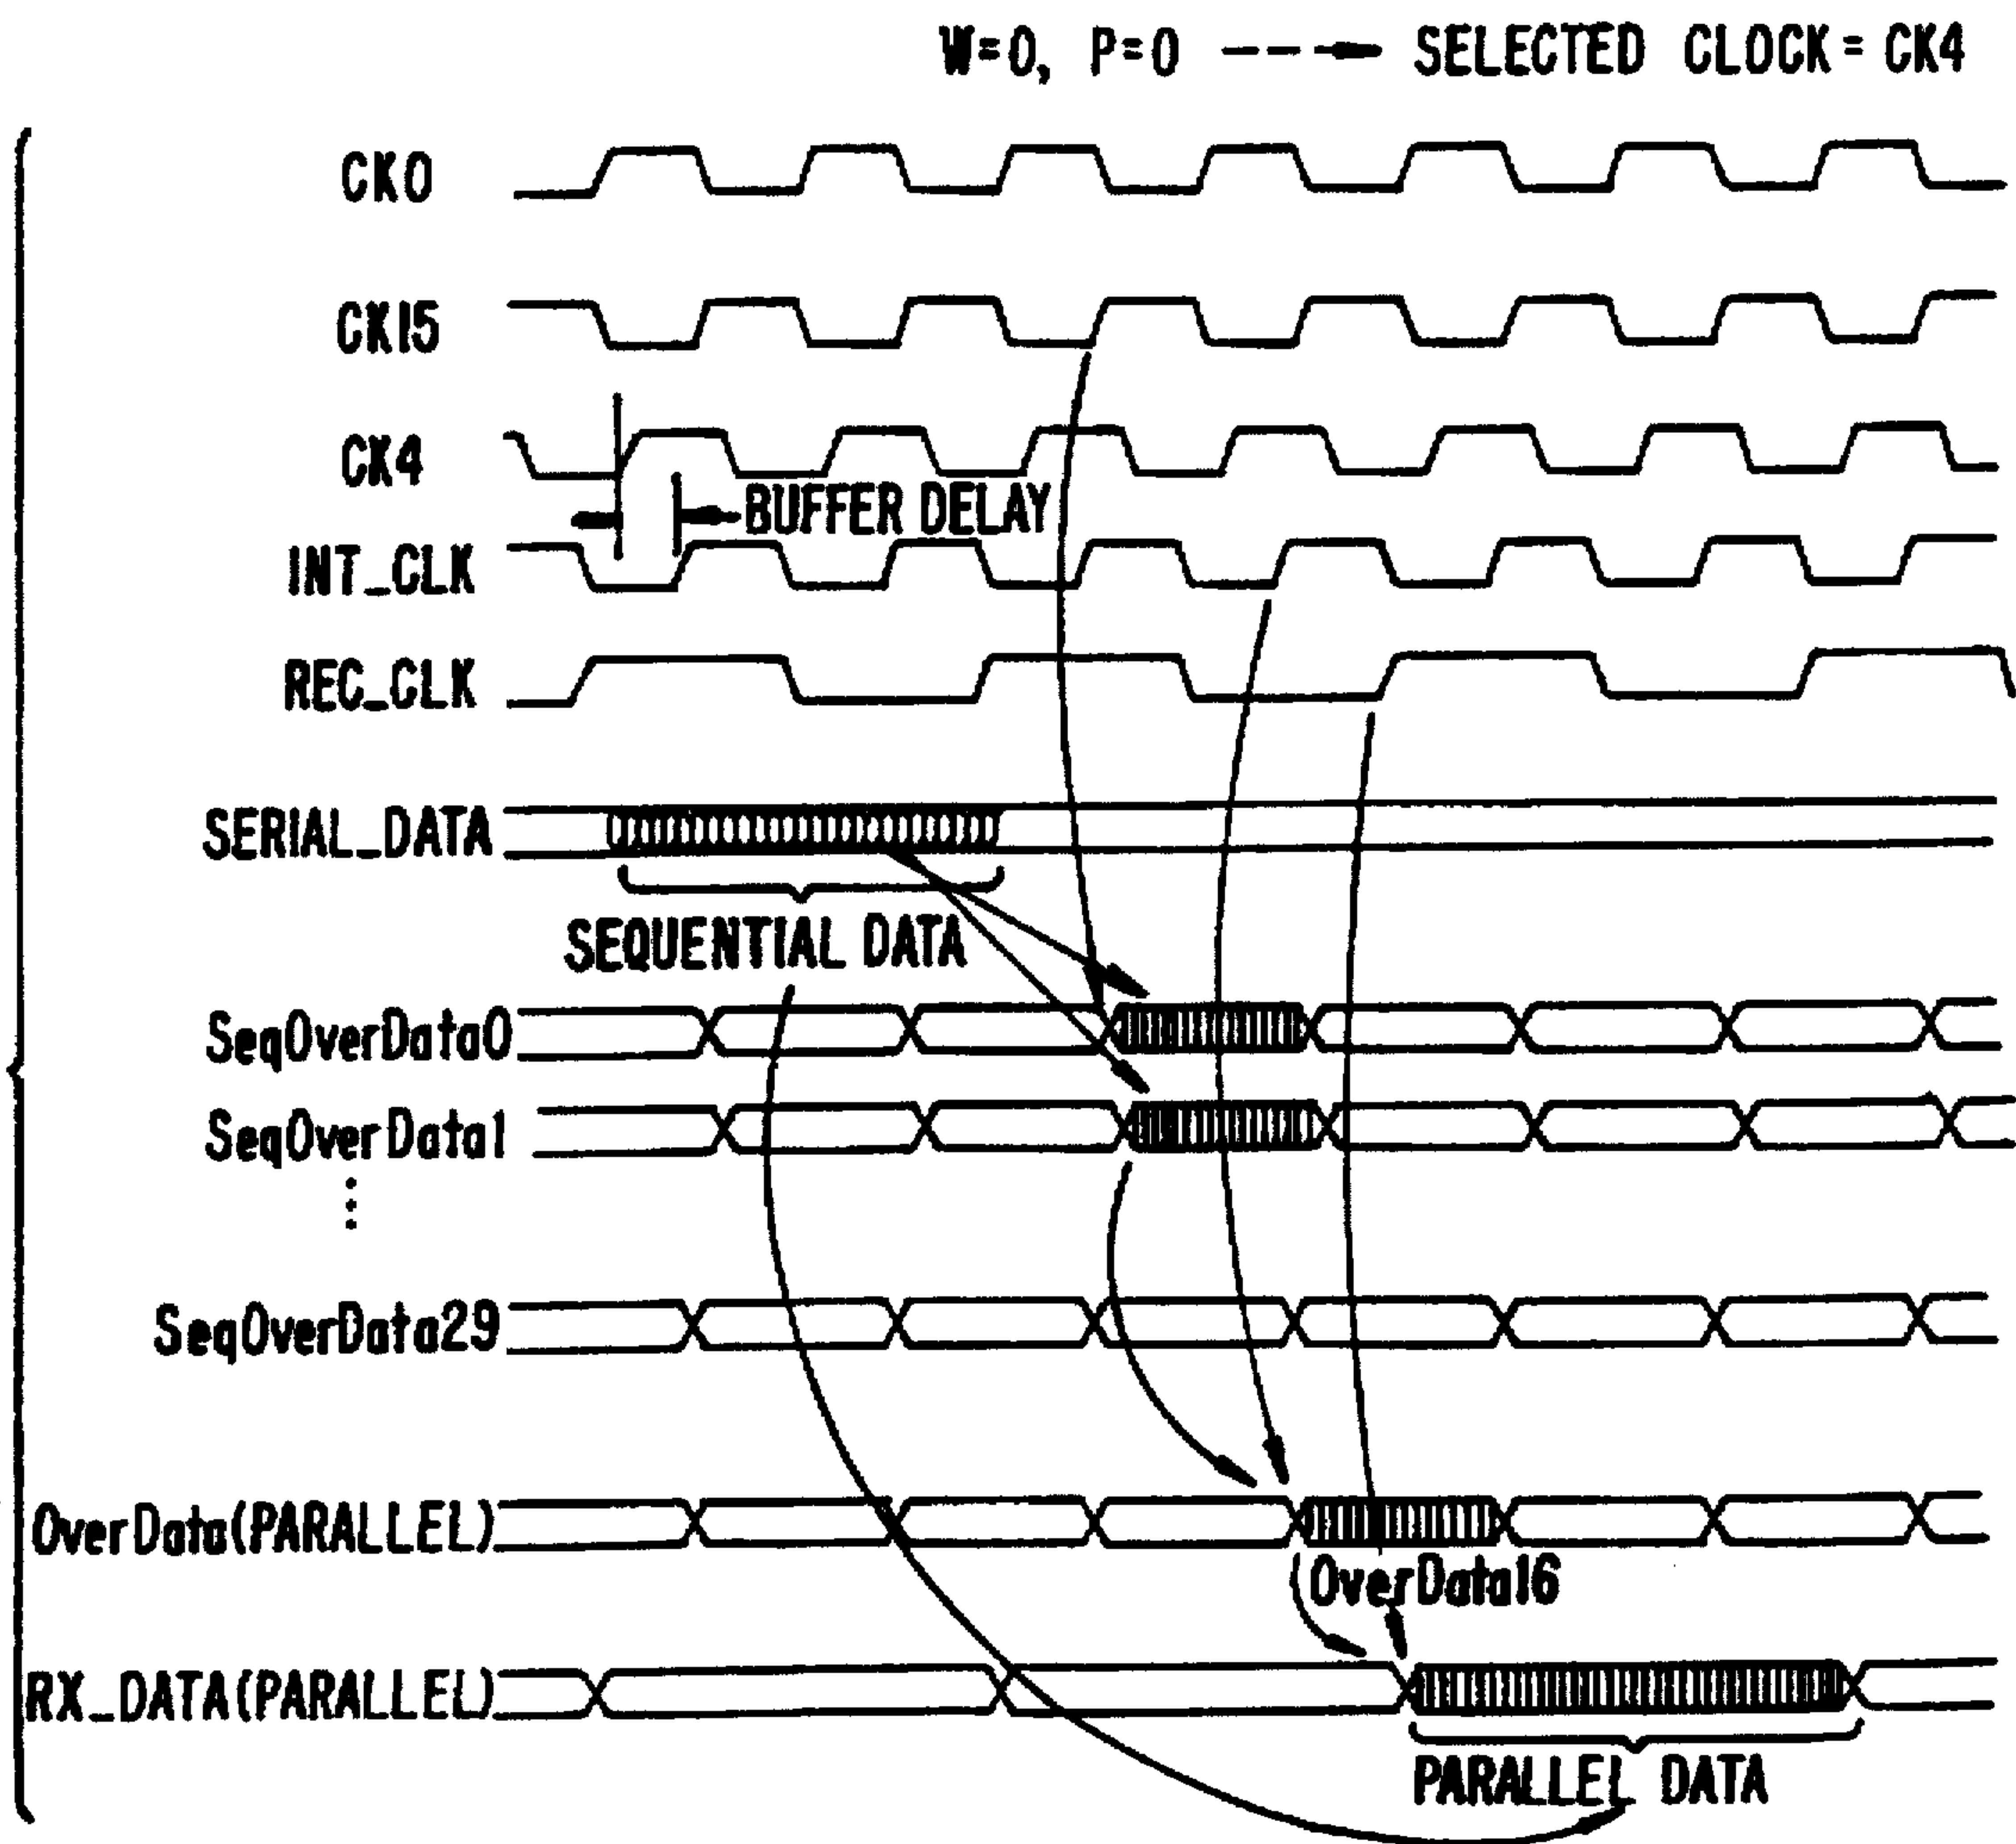 W=0, P=0 ----> SELECTED CLOCK = CK4
CK0
CK15
CK4
BUFFER DELAY
INT_CLK
REC_CLK
SERIAL_DATA
SEQUENTIAL DATA
SeqOverData0
SeqOverData1
⋮
SeqOverData29
OverData(PARALLEL)
OverData16
RX_DATA(PARALLEL)
PARALLEL DATA